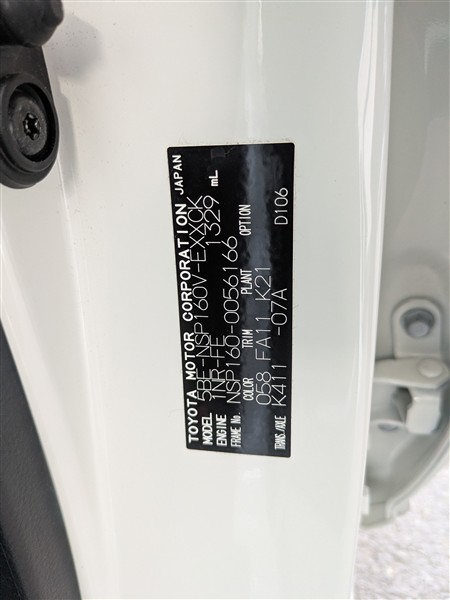 TOYOTA MOTOR CORPORATION JAPAN
MODEL 5BE-NSP160V-EXXCK
ENGINE 1NR-FE 1329 mL
FRAME No. NSP160-0056166
COLOR TRIM PLANT OPTION
058 FA11 K21
TRANS./AXLE K411 -07A D106